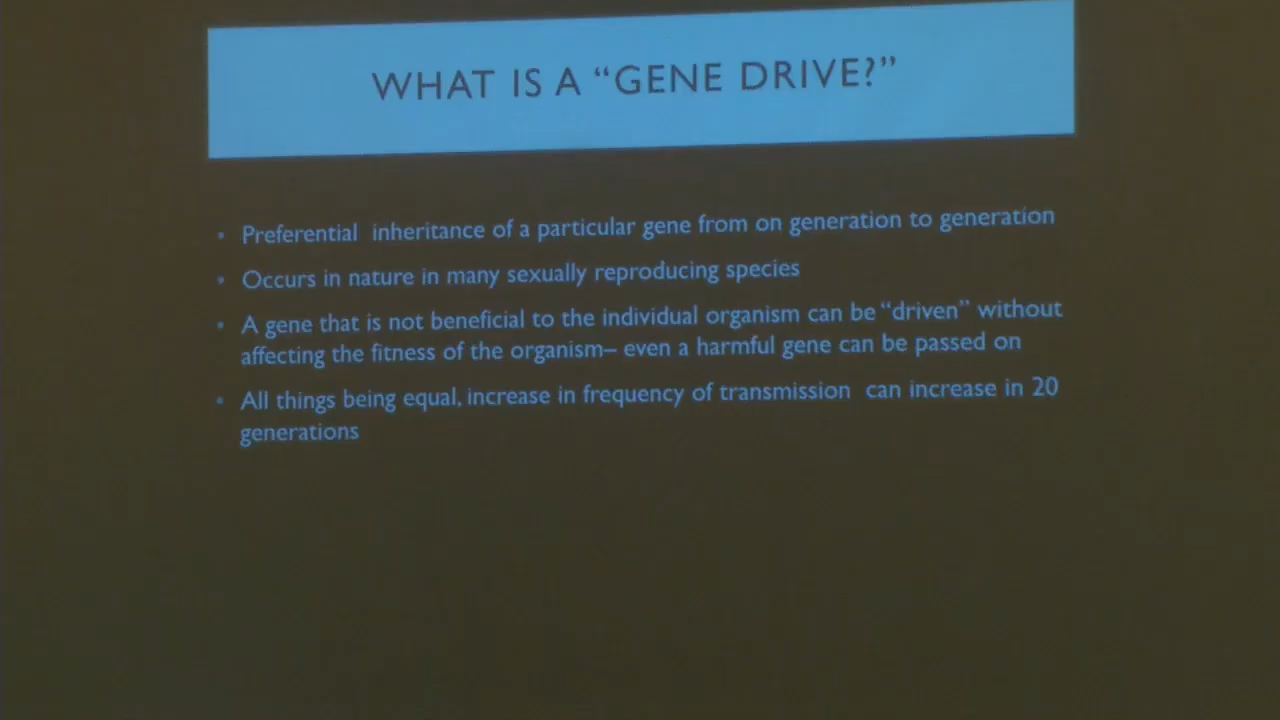 WHAT IS A “GENE DRIVE?”
• Preferential inheritance of a particular gene from on generation to generation
• Occurs in nature in many sexually reproducing species
• A gene that is not beneficial to the individual organism can be “driven” without
affecting the fitness of the organism– even a harmful gene can be passed on
• All things being equal, increase in frequency of transmission can increase in 20
generations